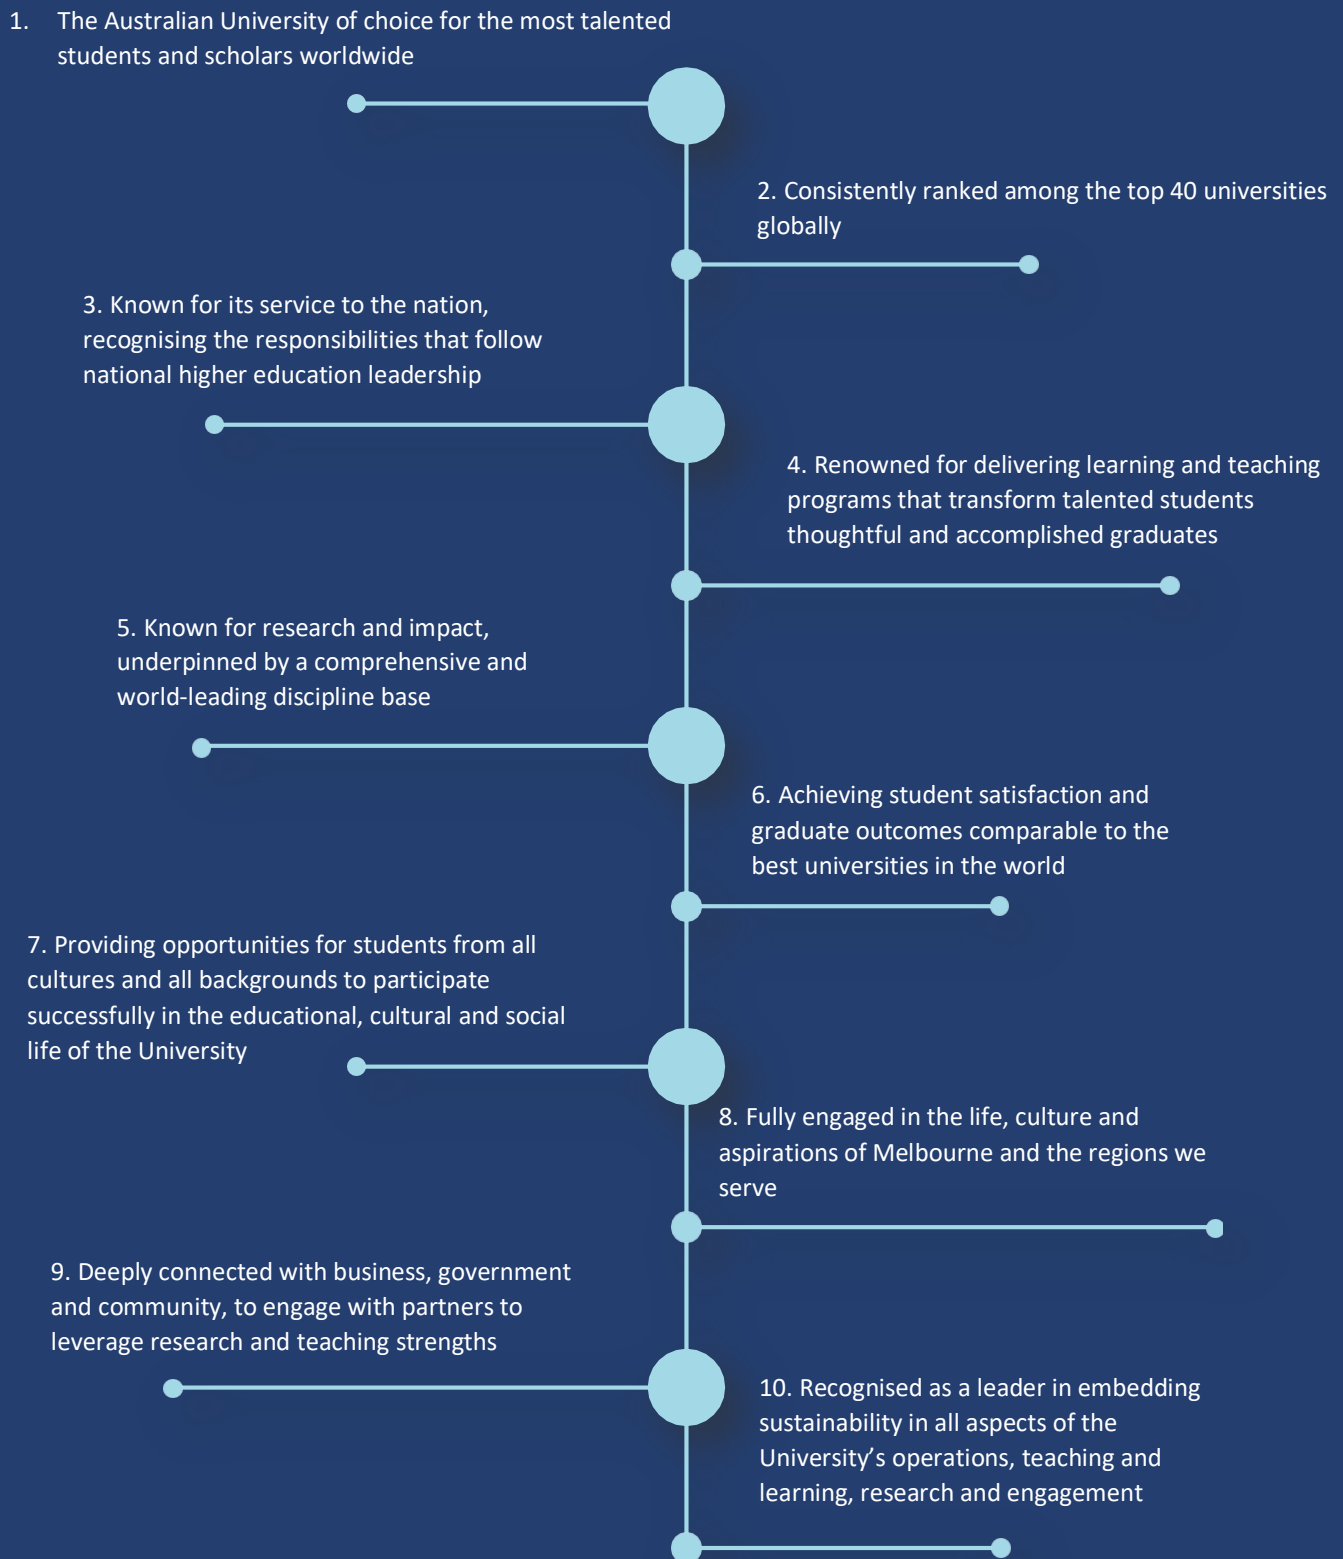 1. The Australian University of choice for the most talented
students and scholars worldwide
2. Consistently ranked among the top 40 universities
globally
3. Known for its service to the nation,
recognising the responsibilities that follow
national higher education leadership
4. Renowned for delivering learning and teaching
programs that transform talented students
thoughtful and accomplished graduates
5. Known for research and impact,
underpinned by a comprehensive and
world-leading discipline base
6. Achieving student satisfaction and
graduate outcomes comparable to the
best universities in the world
7. Providing opportunities for students from all
cultures and all backgrounds to participate
successfully in the educational, cultural and social
life of the University
8. Fully engaged in the life, culture and
aspirations of Melbourne and the regions we
serve
9. Deeply connected with business, government
and community, to engage with partners to
leverage research and teaching strengths
10. Recognised as a leader in embedding
sustainability in all aspects of the
University’s operations, teaching and
learning, research and engagement